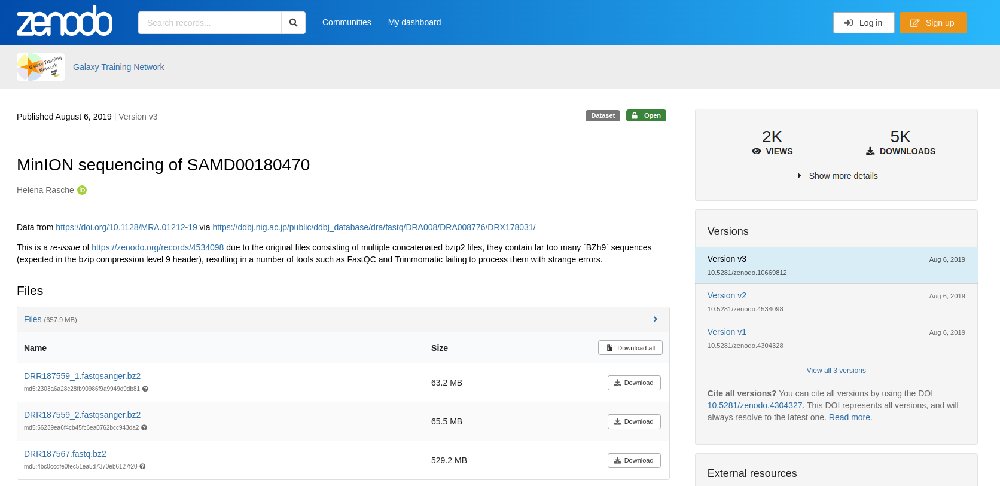 zenodo
Search records...
Communities
My dashboard
Log in
Sign up
Galaxy Training
Network
Galaxy Training Network
Published August 6, 2019 | Version v3
Dataset
Open
MinION sequencing of SAMD00180470
Helena Rasche iD
Data from https://doi.org/10.1128/MRA.01212-19 via https://ddbj.nig.ac.jp/public/ddbj_database/dra/fastq/DRA008/DRA008776/DRX178031/
This is a re-issue of https://zenodo.org/records/4534098 due to the original files consisting of multiple concatenated bzip2 files, they contain far too many `BZh9` sequences
(expected in the bzip compression level 9 header), resulting in a number of tools such as FastQC and Trimmomatic failing to process them with strange errors.
Files
Files (657.9 MB)
Name Size Download all
DRR187559_1.fastqsanger.bz2
md5:2303a6a28c28fb90986f9a9949d9db81
63.2 MB
Download
DRR187559_2.fastqsanger.bz2
md5:56239ea6f4cb45fc6ea0762bcc943da2
65.5 MB
Download
DRR187567.fastq.bz2
md5:4bc0ccdfe0fec51ea5d7370eb6127f20
529.2 MB
Download
2K
VIEWS
5K
DOWNLOADS
Show more details
Versions
Version v3 Aug 6, 2019
10.5281/zenodo.10669812
Version v2 Aug 6, 2019
10.5281/zenodo.4534098
Version v1 Aug 6, 2019
10.5281/zenodo.4304328
View all 3 versions
Cite all versions? You can cite all versions by using the DOI
10.5281/zenodo.4304327. This DOI represents all versions, and will
always resolve to the latest one. Read more.
External resources